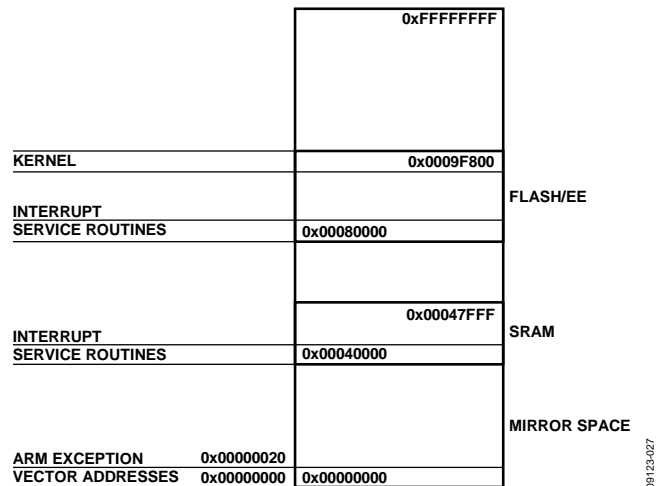 0xFFFFFFFF
KERNEL
0x0009F800
FLASH/EE
INTERRUPT
SERVICE ROUTINES
0x00080000
0x00047FFF
SRAM
INTERRUPT
SERVICE ROUTINES
0x00040000
MIRROR SPACE
ARM EXCEPTION
0x00000020
VECTOR ADDRESSES
0x00000000
0x00000000
09123-027